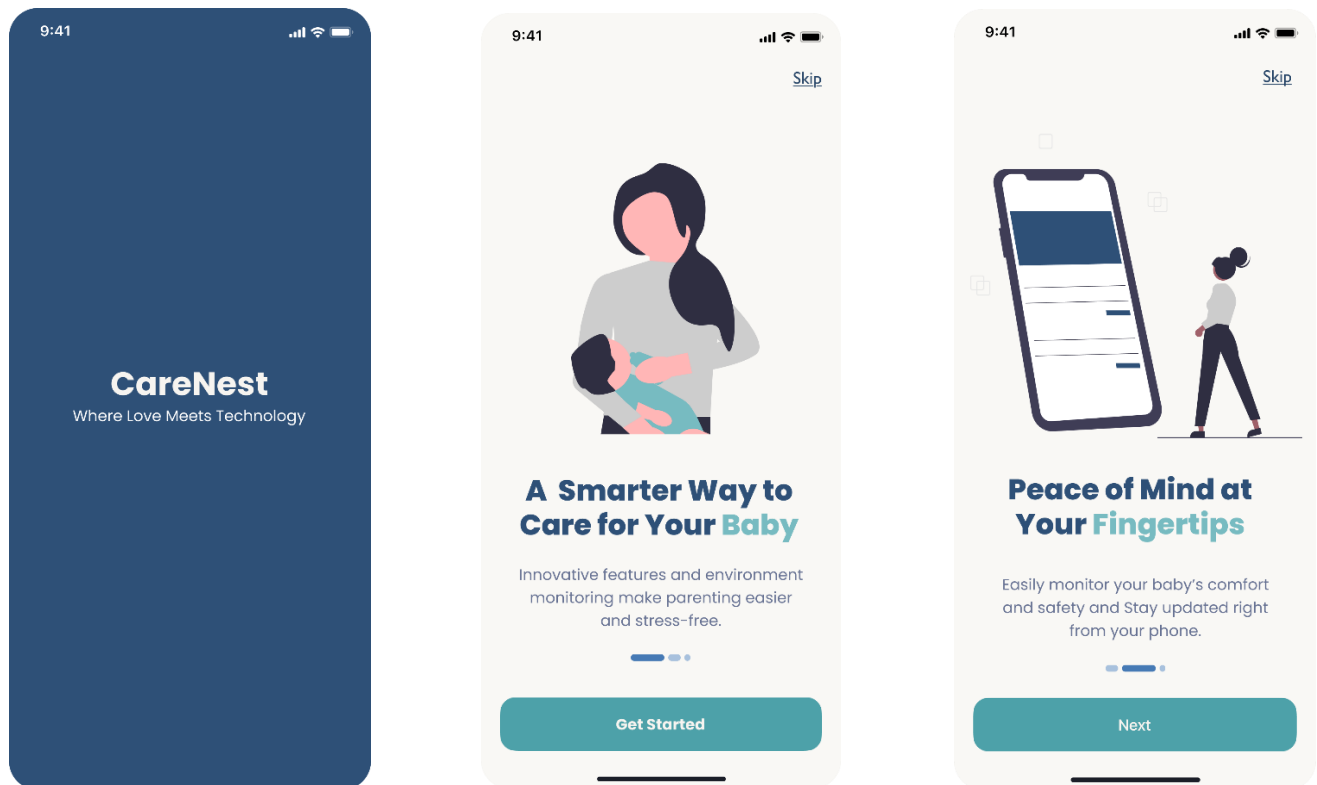 9:41
CareNest
Where Love Meets Technology
9:41
Skip
A  Smarter Way to
Care for Your Baby
Innovative features and environment
monitoring make parenting easier
and stress-free.
Get Started
9:41
Skip
Peace of Mind at
Your Fingertips
Easily monitor your baby's comfort
and safety and Stay updated right
from your phone.
Next